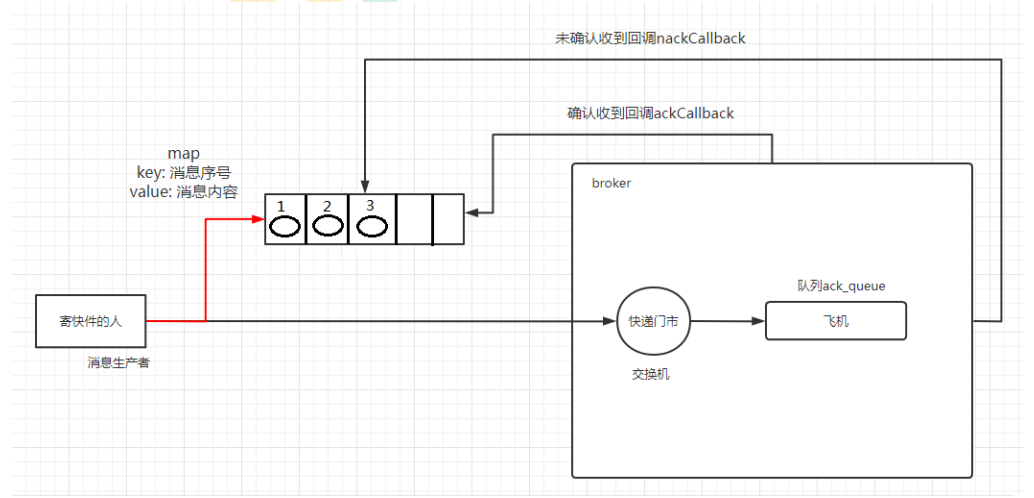 未确认收到回调nackCallback
确认收到回调ackCallback
map
key: 消息序号
value: 消息内容
broker
1
2
3
队列ack_queue
寄快件的人
快递门市
飞机
消息生产者
交换机